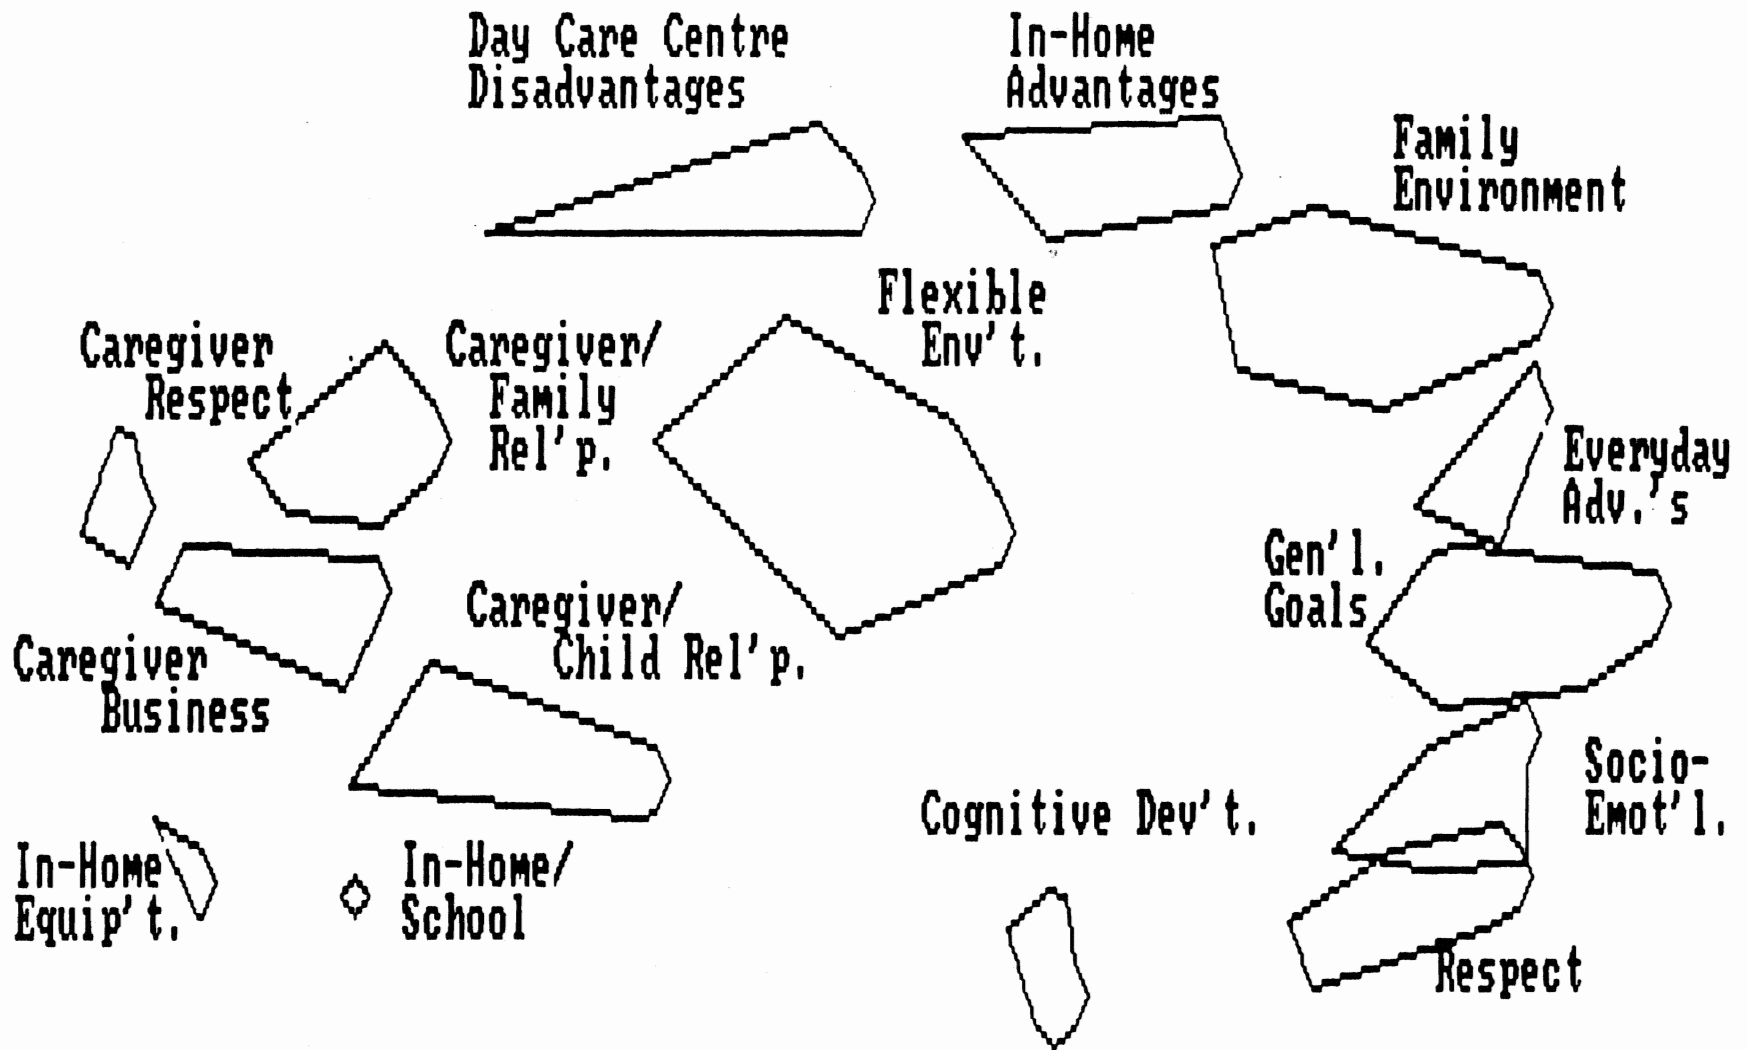 Day Care Centre
Disadvantages
In-Home
Advantages
Family
Environment
Flexible
Env't.
Caregiver
Respect
Caregiver/
Family
Rel'p.
Everyday
Adv.'s
Gen'l.
Goals
Caregiver/
Child Rel'p.
Caregiver
Business
Socio-
Emot'l.
Cognitive Dev't.
In-Home
Equip't.
In-Home/
School
Respect